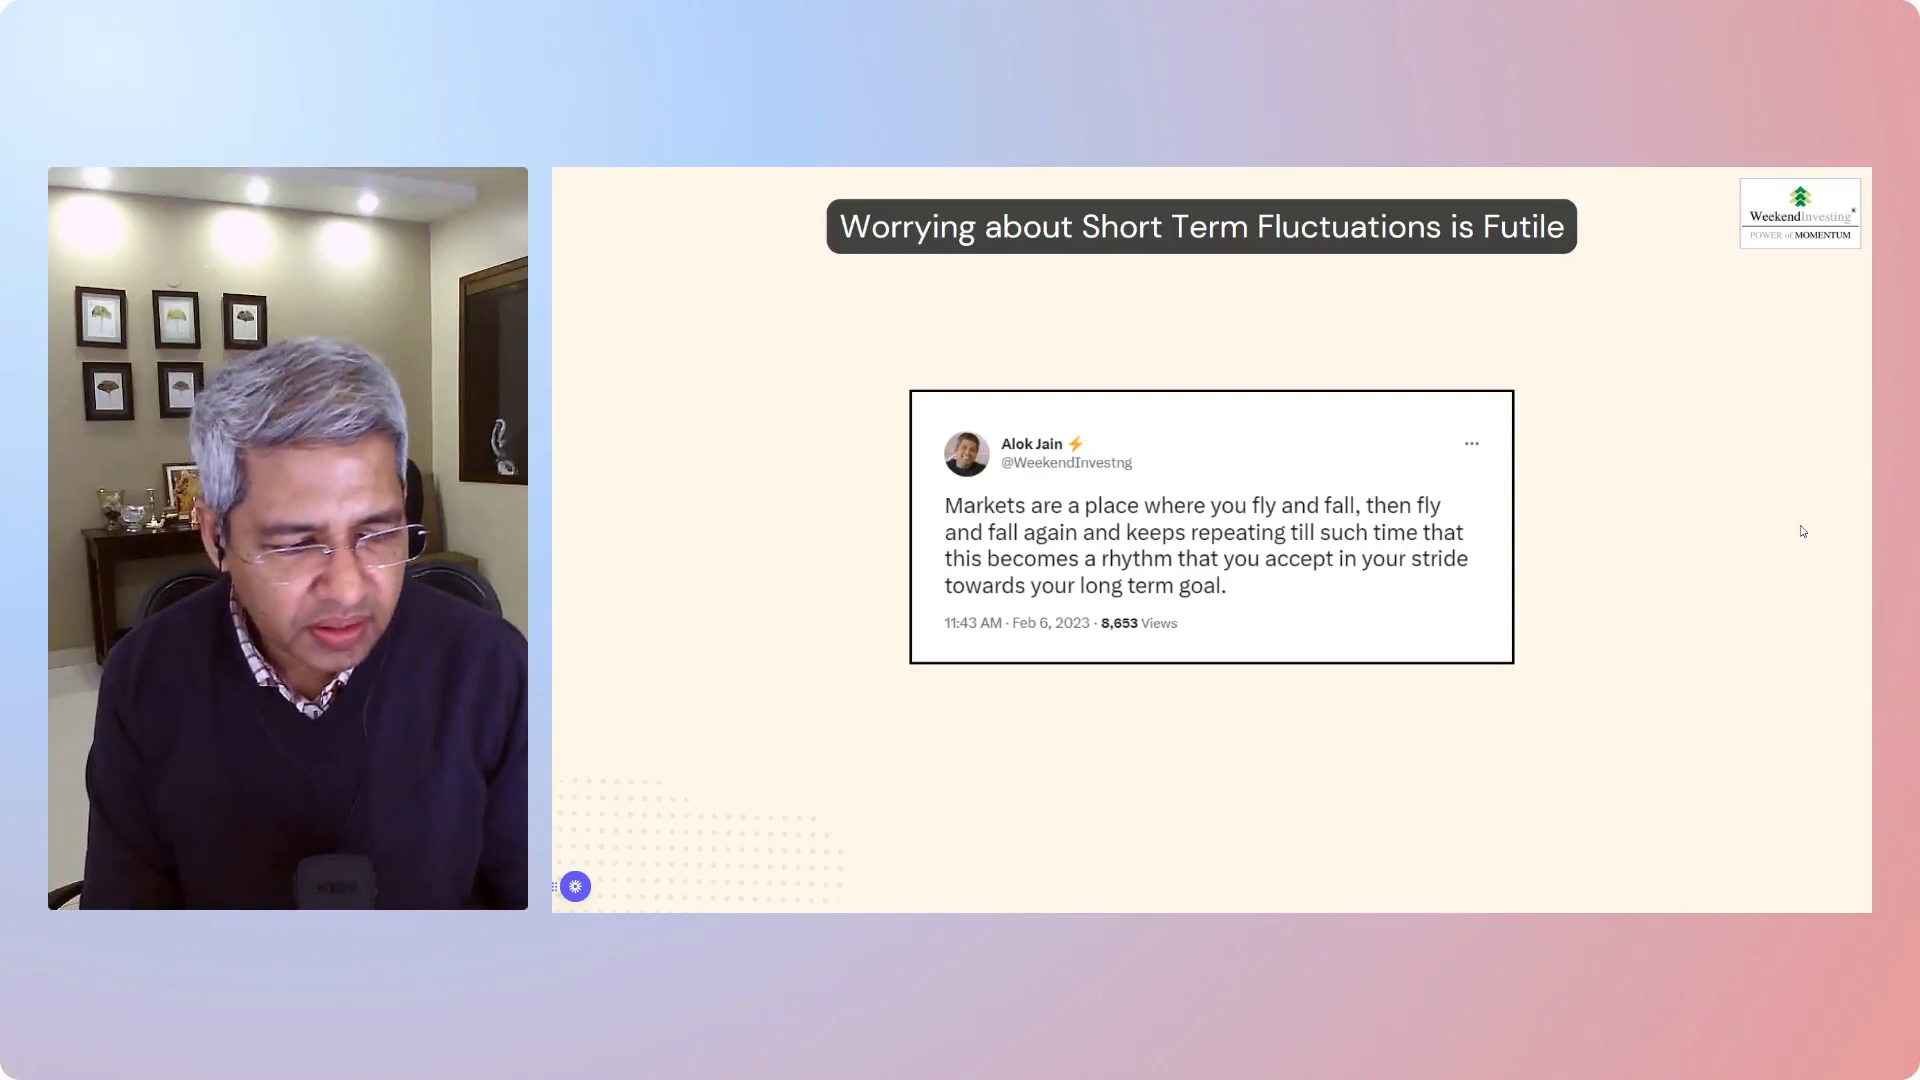 Worrying about Short Term Fluctuations is Futile
WeekendInvesting
POWER of MOMENTUM
Alok Jain ⚡
@WeekendInvestng
Markets are a place where you fly and fall, then fly
and fall again and keeps repeating till such time that
this becomes a rhythm that you accept in your stride
towards your long term goal.
11:43 AM · Feb 6, 2023 · 8,653 Views